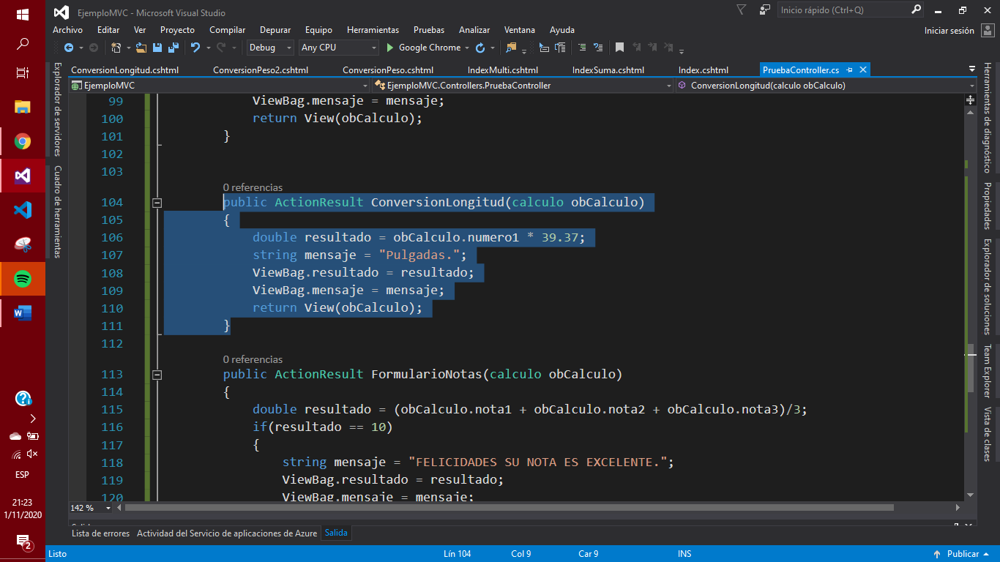 EjemploMVC - Microsoft Visual Studio
Inicio rápido (Ctrl+Q)
Archivo Editar Ver Proyecto Compilar Depurar Equipo Herramientas Pruebas Analizar Ventana Ayuda
Iniciar sesión
Debug Any CPU Google Chrome
Explorador de servidores
Cuadro de herramientas
ConversionLongitud.cshtml ConversionPeso2.cshtml ConversionPeso.cshtml IndexMulti.cshtml IndexSuma.cshtml Index.cshtml PruebaController.cs
EjemploMVC EjemploMVC.Controllers.PruebaController ConversionLongitud(calculo obCalculo)
99 ViewBag.mensaje = mensaje;
100 return View(obCalculo);
101 }
102
103
0 referencias
104 public ActionResult ConversionLongitud(calculo obCalculo)
105 {
106 double resultado = obCalculo.numero1 * 39.37;
107 string mensaje = "Pulgadas.";
108 ViewBag.resultado = resultado;
109 ViewBag.mensaje = mensaje;
110 return View(obCalculo);
111 }
112
0 referencias
113 public ActionResult FormularioNotas(calculo obCalculo)
114 {
115 double resultado = (obCalculo.nota1 + obCalculo.nota2 + obCalculo.nota3)/3;
116 if(resultado == 10)
117 {
118 string mensaje = "FELICIDADES SU NOTA ES EXCELENTE.";
119 ViewBag.resultado = resultado;
120 ViewBag.mensaje = mensaje;
142 %
Salida
Lista de errores Actividad del Servicio de aplicaciones de Azure Salida
Listo Lín 104 Col 9 Car 9 INS Publicar
Herramientas de diagnóstico
Propiedades
Explorador de soluciones
Team Explorer
Vista de clases
ESP
21:23
1/11/2020
2